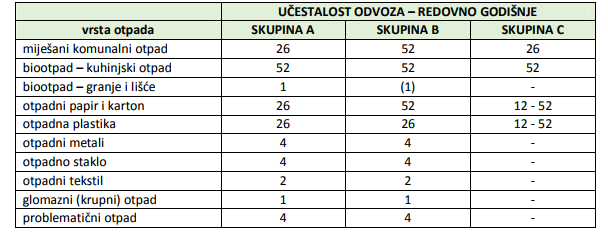 UČESTALOST ODVOZA – REDOVNO GODIŠNJE
vrsta otpada SKUPINA A SKUPINA B SKUPINA C
miješani komunalni otpad 26 52 26
biootpad – kuhinjski otpad 52 52 52
biootpad – granje i lišće 1 (1) -
otpadni papir i karton 26 52 12 - 52
otpadna plastika 26 26 12 - 52
otpadni metali 4 4 -
otpadno staklo 4 4 -
otpadni tekstil 2 2 -
glomazni (krupni) otpad 1 1 -
problematični otpad 4 4 -